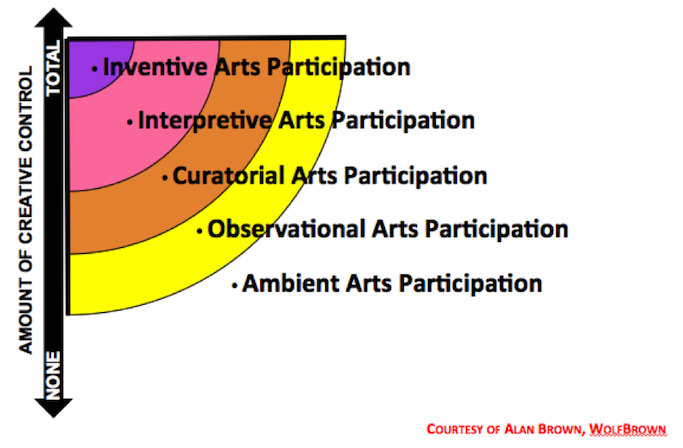 TOTAL
• Inventive Arts Participation
• Interpretive Arts Participation
• Curatorial Arts Participation
• Observational Arts Participation
• Ambient Arts Participation
AMOUNT OF CREATIVE CONTROL
NONE
COURTESY OF ALAN BROWN, WOLFBROWN